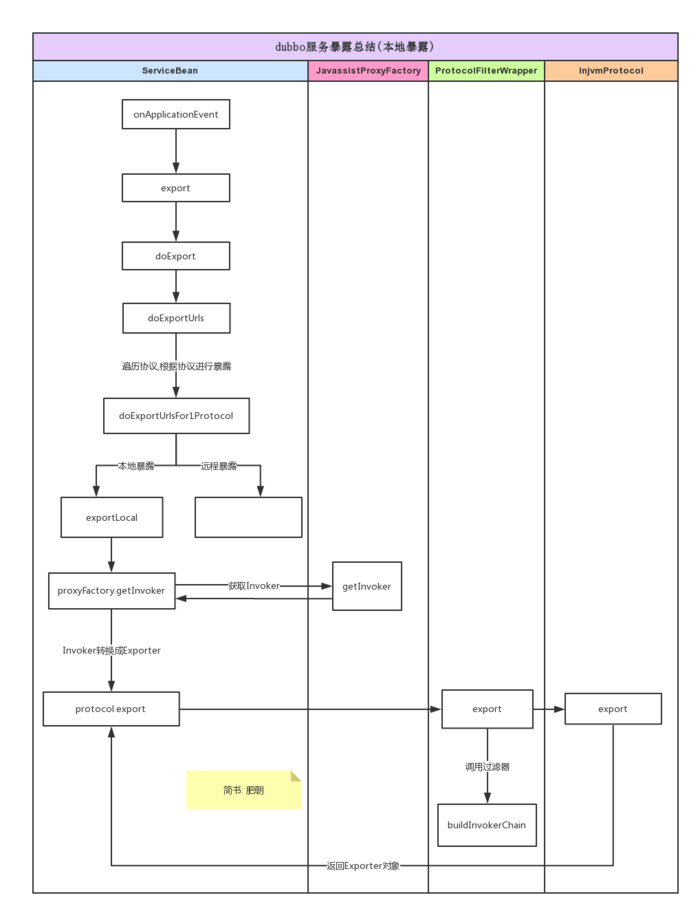 dubbo服务暴露总结(本地暴露)
ServiceBean
JavassistProxyFactory
ProtocolFilterWrapper
InjvmProtocol
onApplicationEvent
export
doExport
doExportUrls
遍历协议,根据协议进行暴露
doExportUrlsFor1Protocol
本地暴露
远程暴露
exportLocal
proxyFactory.getInvoker
获取Invoker
getInvoker
Invoker转换成Exporter
protocol.export
export
export
调用过滤器
简书: 肥朝
buildInvokerChain
返回Exporter对象